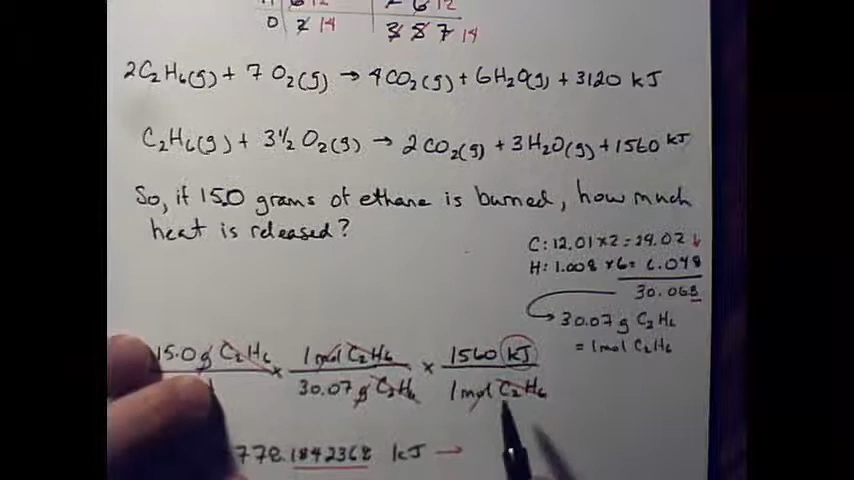 O 2 14 3 5 7 14
2C₂H₆(g) + 7 O₂(g) → 4CO₂(g) + 6H₂O(g) + 3120 kJ
C₂H₆(g) + 3½ O₂(g) → 2CO₂(g) + 3H₂O(g) + 1560 kJ
So, if 15.0 grams of ethane is burned, how much
heat is released?
C: 12.01 × 2 = 24.02
H: 1.008 × 6 = 6.048
30.068
30.07 g C₂H₆
= 1 mol C₂H₆
15.0 g C₂H₆ × 1 mol C₂H₆ × 1560 kJ
1 30.07 g C₂H₆ 1 mol C₂H₆
778.1842368 kJ →